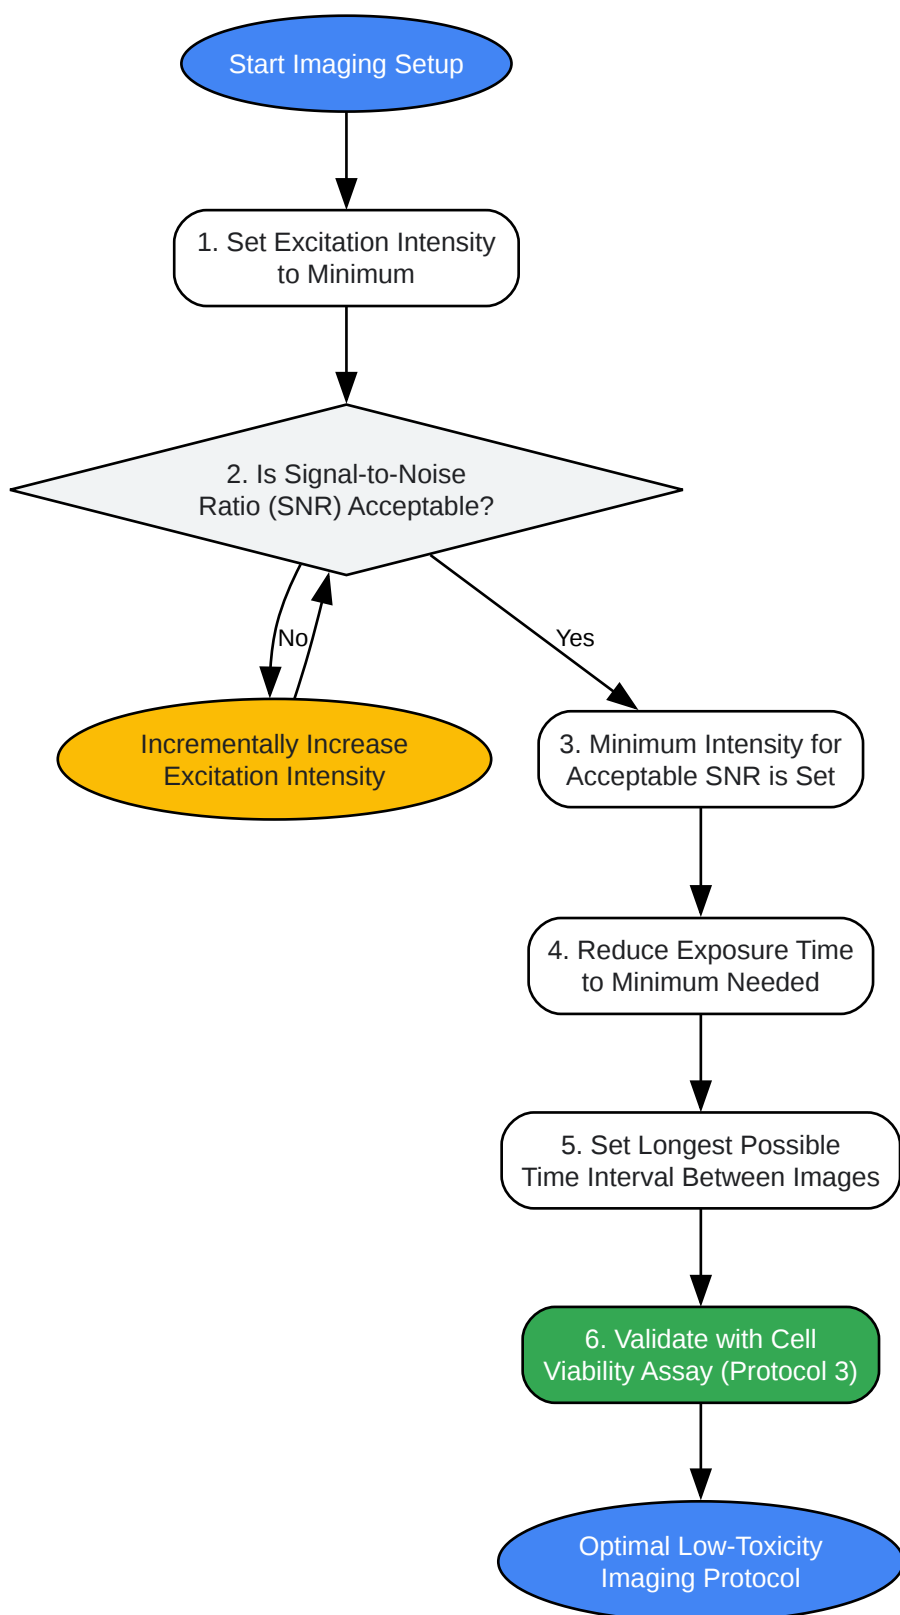 Start Imaging Setup
1. Set Excitation Intensity
to Minimum
2. Is Signal-to-Noise
Ratio (SNR) Acceptable?
No
Yes
Incrementally Increase
Excitation Intensity
3. Minimum Intensity for
Acceptable SNR is Set
4. Reduce Exposure Time
to Minimum Needed
5. Set Longest Possible
Time Interval Between Images
6. Validate with Cell
Viability Assay (Protocol 3)
Optimal Low-Toxicity
Imaging Protocol